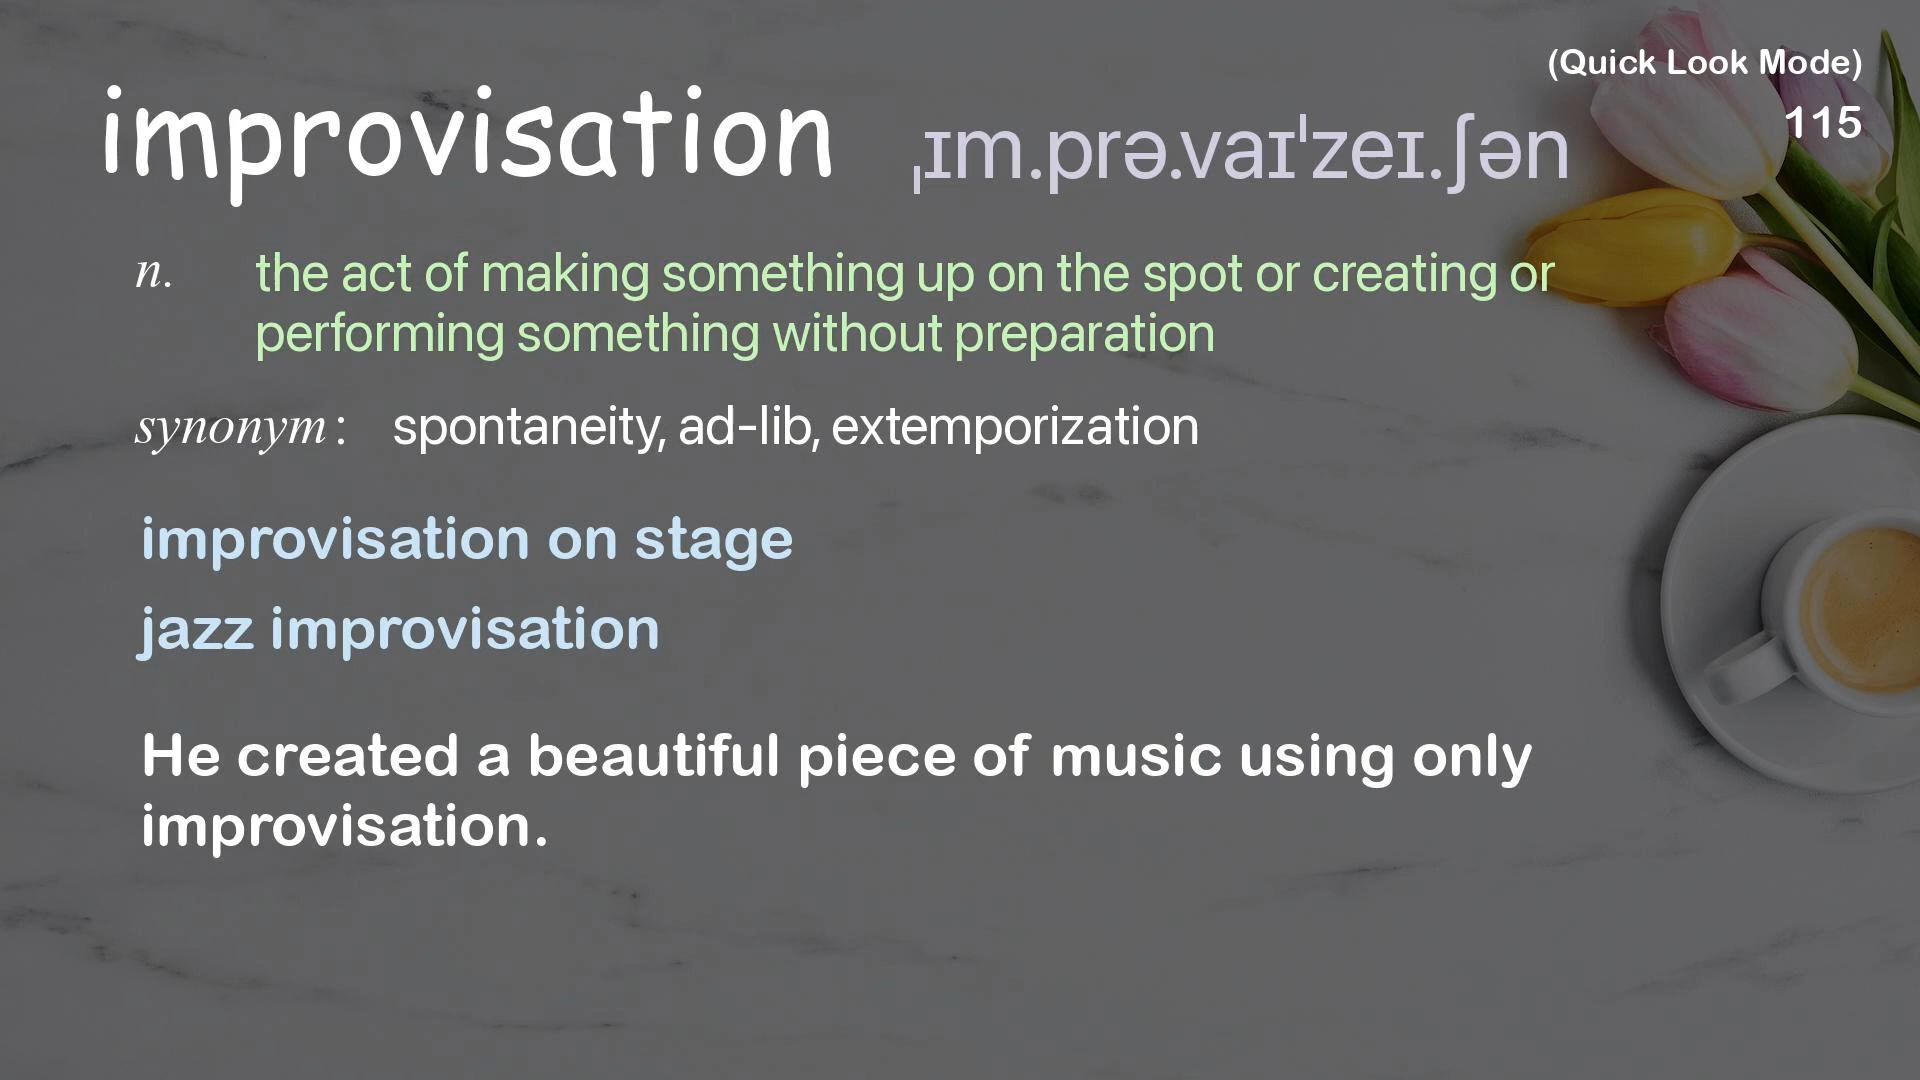 (Quick Look Mode)
115
improvisation ˌɪm.prə.vaɪˈzeɪ.ʃən
n. the act of making something up on the spot or creating or
performing something without preparation
synonym : spontaneity, ad-lib, extemporization
improvisation on stage
jazz improvisation
He created a beautiful piece of music using only
improvisation.